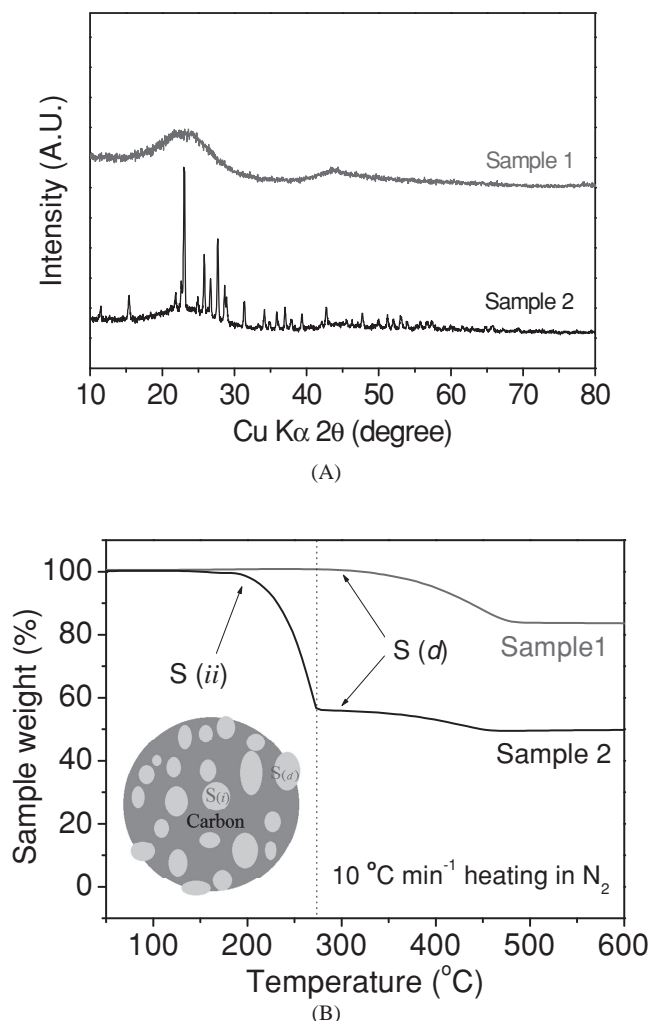 Intensity (A.U.)
Sample 1
Sample 2
10 20 30 40 50 60 70 80
Cu Kα 2θ (degree)
(A)
Sample weight (%)
100
80
60
40
20
0
S (ii)
S (d)
Sample1
Sample 2
S(d)
S(i)
Carbon
10 °C min⁻¹ heating in N₂
100 200 300 400 500 600
Temperature (°C)
(B)